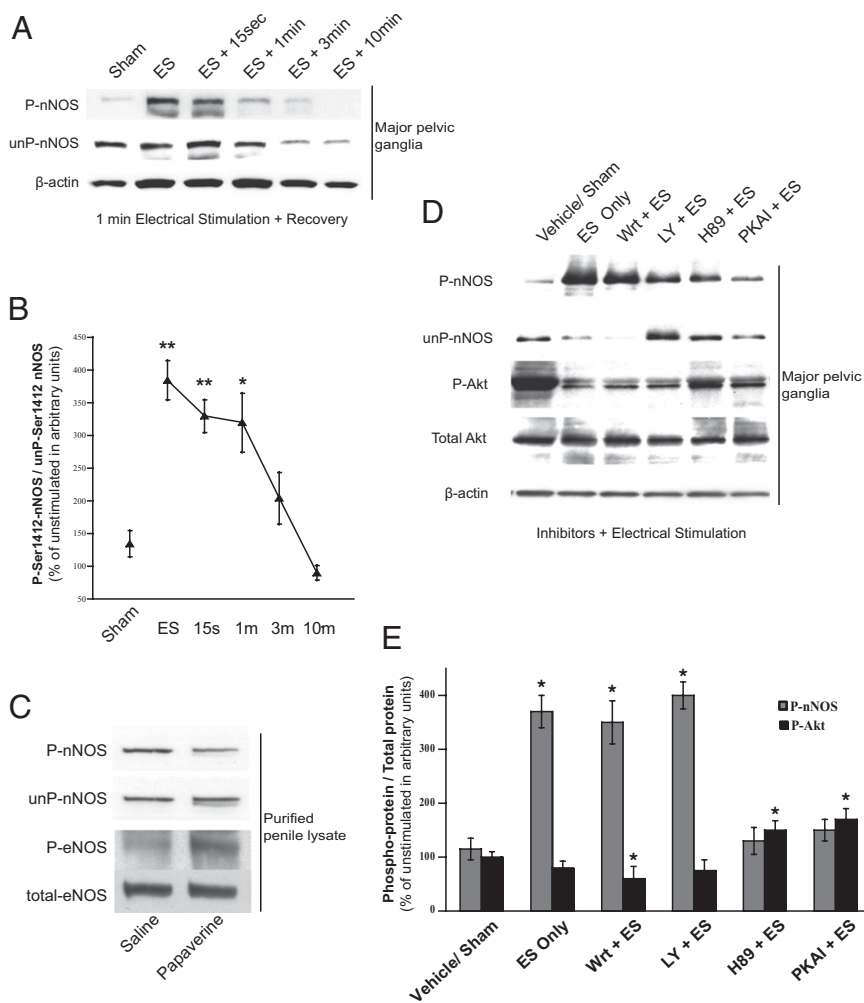 A
Sham
ES
ES + 15sec
ES + 1min
ES + 3min
ES + 10min
P-nNOS
unP-nNOS
β-actin
Major pelvic
ganglia
1 min Electrical Stimulation + Recovery
B
P-Ser1412-nNOS / unP-Ser1412 nNOS
(% of unstimulated in arbitrary units)
450
400
350
300
250
200
150
100
50
**
**
*
Sham
ES
15s
1m
3m
10m
C
P-nNOS
unP-nNOS
P-eNOS
total-eNOS
Purified
penile lysate
Saline
Papaverine
D
Vehicle/ Sham
ES Only
Wrt + ES
LY + ES
H89 + ES
PKAI + ES
P-nNOS
unP-nNOS
P-Akt
Total Akt
β-actin
Major pelvic
ganglia
Inhibitors + Electrical Stimulation
E
Phospho-protein / Total protein
(% of unstimulated in arbitrary units)
400
300
200
100
0
*
*
*
*
*
*
P-nNOS
P-Akt
Vehicle/ Sham
ES Only
Wrt + ES
LY + ES
H89 + ES
PKAI + ES